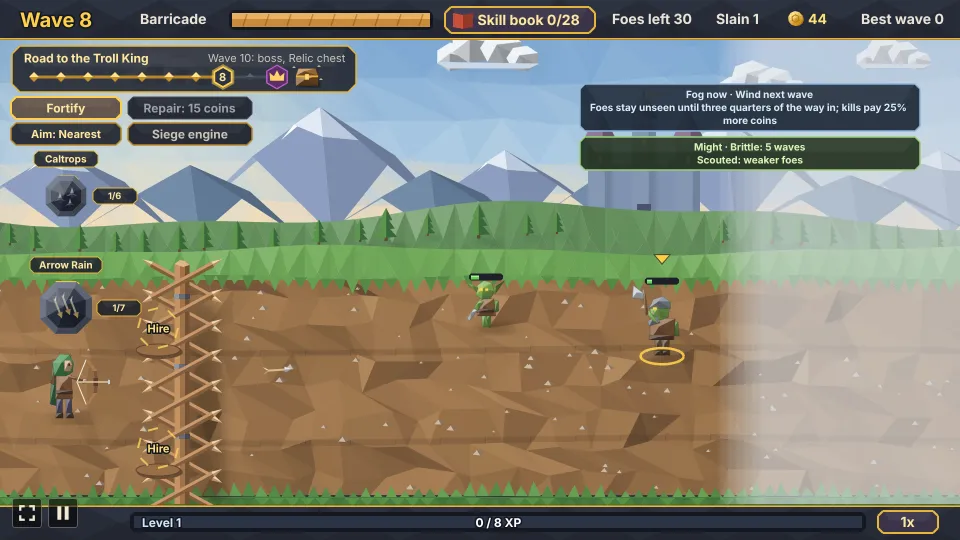 Wave 8
Barricade
Skill book 0/28
Foes left 30
Slain 1
44
Best wave 0
Road to the Troll King
Wave 10: boss, Relic chest
8
Fortify
Repair: 15 coins
Aim: Nearest
Siege engine
Fog now · Wind next wave
Foes stay unseen until three quarters of the way in; kills pay 25%
more coins
Might · Brittle: 5 waves
Scouted: weaker foes
Caltrops
1/6
Arrow Rain
1/7
Hire
Hire
Level 1
0 / 8 XP
1x